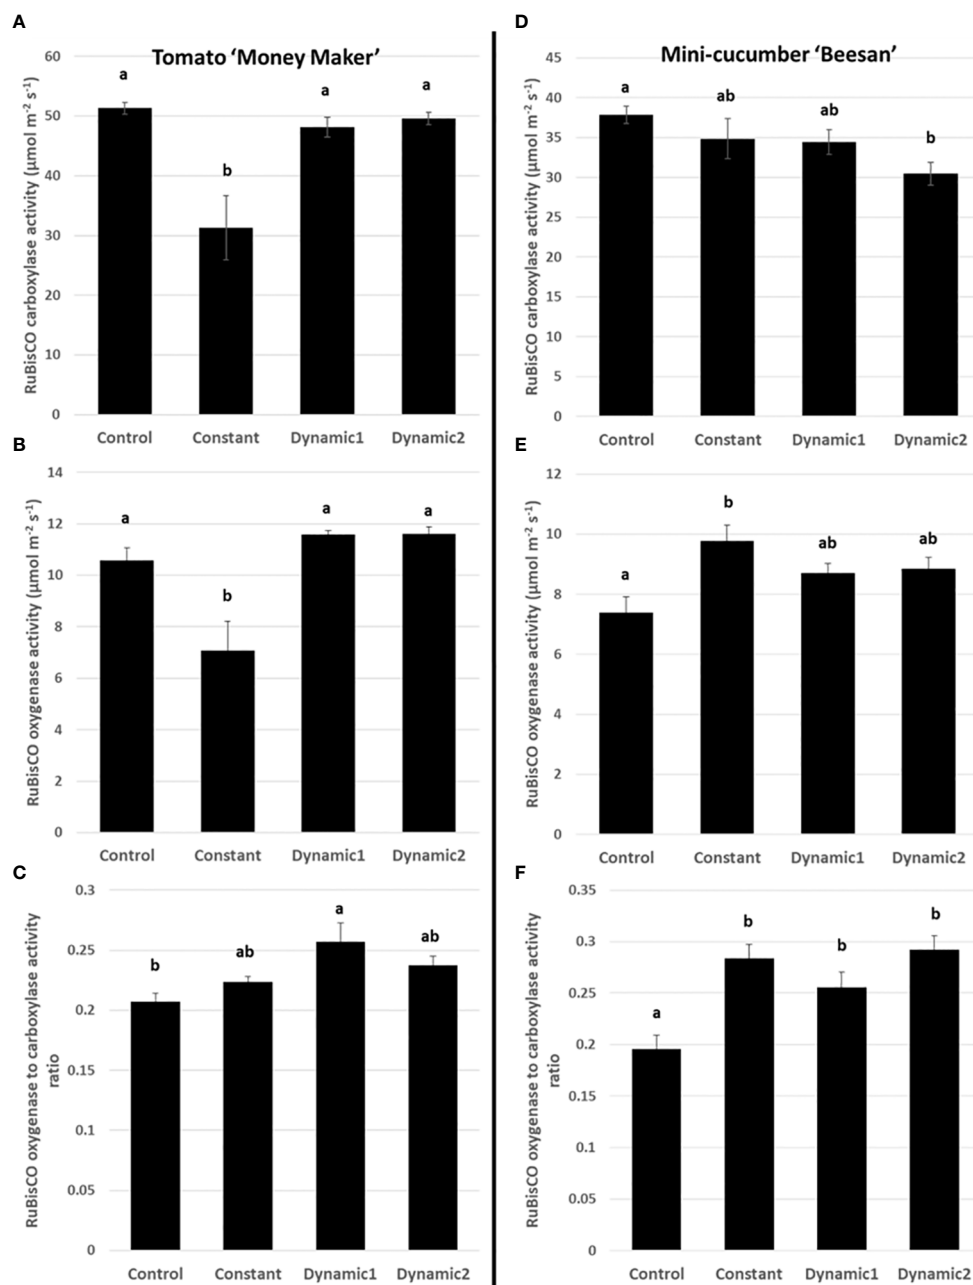 A
Tomato ‘Money Maker’
RuBisCO carboxylase activity (µmol m⁻² s⁻¹)
60
50
40
30
20
10
0
a
b
a
a
Control Constant Dynamic1 Dynamic2
B
RuBisCO oxygenase activity (µmol m⁻² s⁻¹)
14
12
10
8
6
4
2
0
a
b
a
a
Control Constant Dynamic1 Dynamic2
C
RuBisCO oxygenase to carboxylase activity
ratio
0.3
0.25
0.2
0.15
0.1
0.05
0
b
ab
a
ab
Control Constant Dynamic1 Dynamic2
D
Mini-cucumber ‘Beesan’
RuBisCO carboxylase activity (µmol m⁻² s⁻¹)
45
40
35
30
25
20
15
10
5
0
a
ab
ab
b
Control Constant Dynamic1 Dynamic2
E
RuBisCO oxygenase activity (µmol m⁻² s⁻¹)
12
10
8
6
4
2
0
a
b
ab
ab
Control Constant Dynamic1 Dynamic2
F
RuBisCO oxygenase to carboxylase activity
ratio
0.35
0.3
0.25
0.2
0.15
0.1
0.05
0
a
b
b
b
Control Constant Dynamic1 Dynamic2